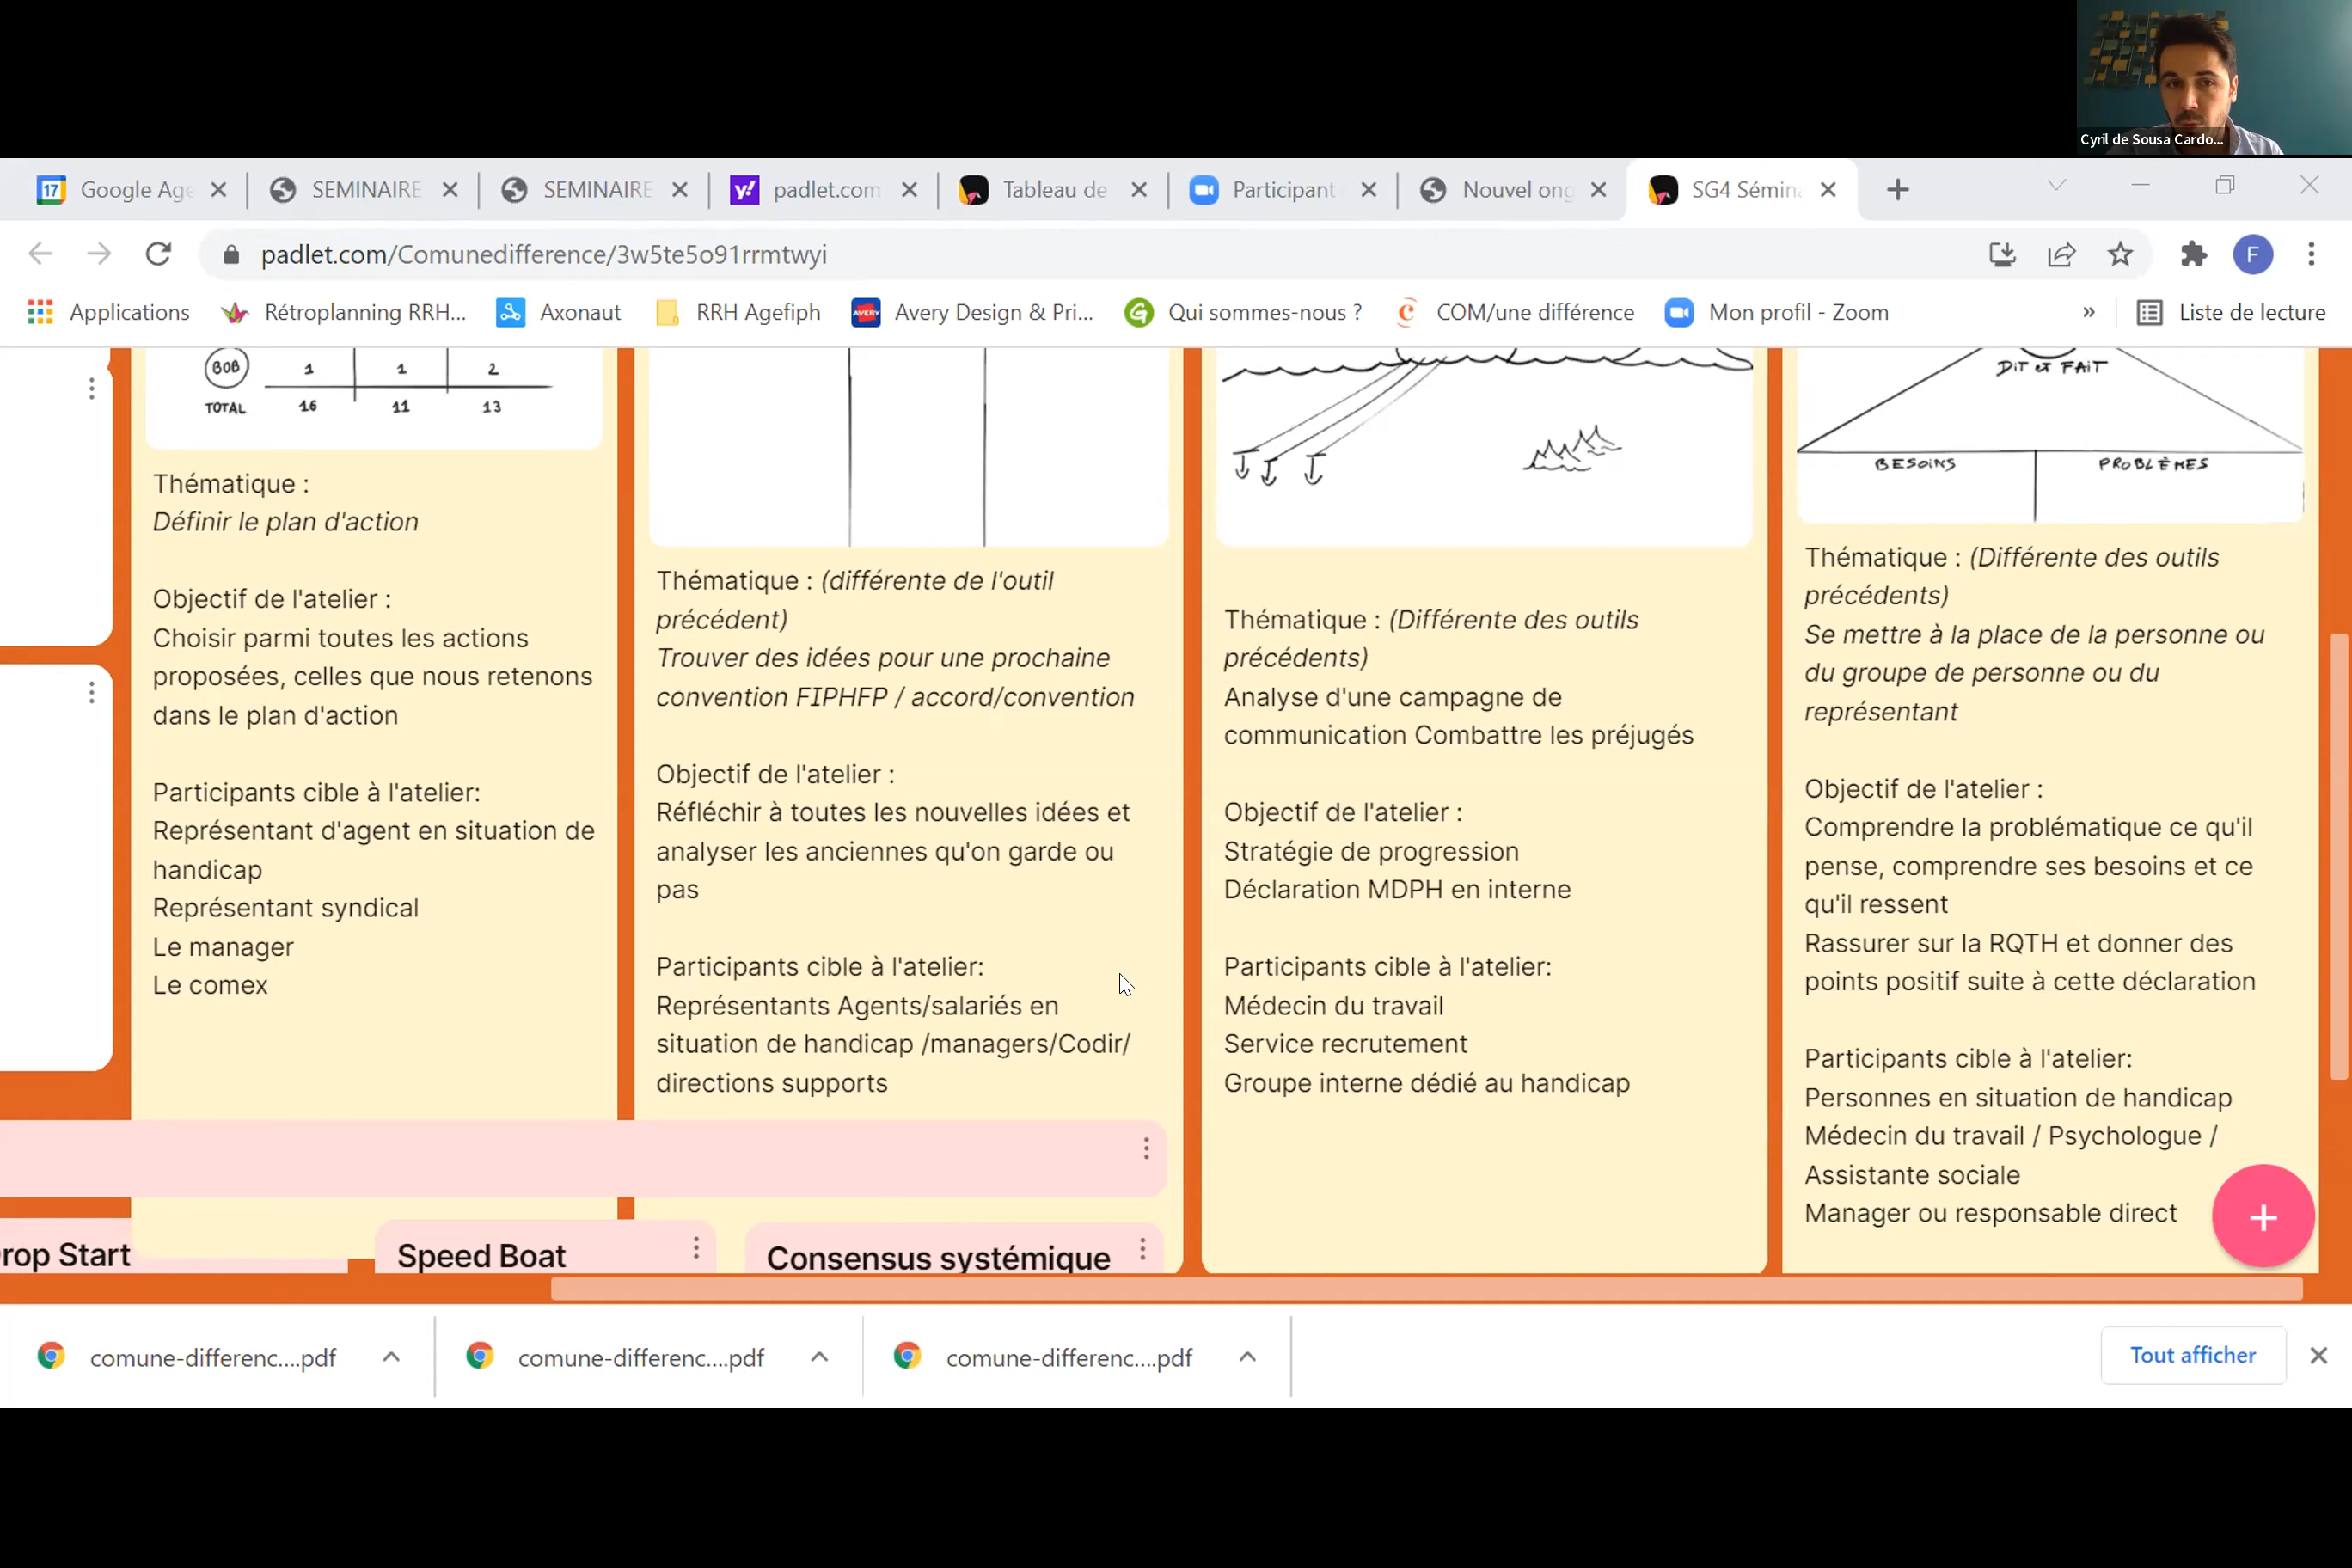 Cyril de Sousa Cardo...
Google Age
SEMINAIRE
SEMINAIRE
padlet.com
Tableau de
Participant
Nouvel ong
SG4 Sémin
padlet.com/Comunedifference/3w5te5o91rrmtwyi
F
Applications
Rétroplanning RRH...
Axonaut
RRH Agefiph
Avery Design & Pri...
Qui sommes-nous ?
COM/une différence
Mon profil - Zoom
»
Liste de lecture
BOB 1 1 2
TOTAL 16 11 13
Thématique :
Définir le plan d'action
Objectif de l'atelier :
Choisir parmi toutes les actions
proposées, celles que nous retenons
dans le plan d'action
Participants cible à l'atelier:
Représentant d'agent en situation de
handicap
Représentant syndical
Le manager
Le comex
Thématique : (différente de l'outil
précédent)
Trouver des idées pour une prochaine
convention FIPHFP / accord/convention
Objectif de l'atelier :
Réfléchir à toutes les nouvelles idées et
analyser les anciennes qu'on garde ou
pas
Participants cible à l'atelier:
Représentants Agents/salariés en
situation de handicap /managers/Codir/
directions supports
Thématique : (Différente des outils
précédents)
Analyse d'une campagne de
communication Combattre les préjugés
Objectif de l'atelier :
Stratégie de progression
Déclaration MDPH en interne
Participants cible à l'atelier:
Médecin du travail
Service recrutement
Groupe interne dédié au handicap
DIT ET FAIT
BESOINS
PROBLÈMES
Thématique : (Différente des outils
précédents)
Se mettre à la place de la personne ou
du groupe de personne ou du
représentant
Objectif de l'atelier :
Comprendre la problématique ce qu'il
pense, comprendre ses besoins et ce
qu'il ressent
Rassurer sur la RQTH et donner des
points positif suite à cette déclaration
Participants cible à l'atelier:
Personnes en situation de handicap
Médecin du travail / Psychologue /
Assistante sociale
Manager ou responsable direct
rop Start
Speed Boat
Consensus systémique
comune-differenc....pdf
comune-differenc....pdf
comune-differenc....pdf
Tout afficher